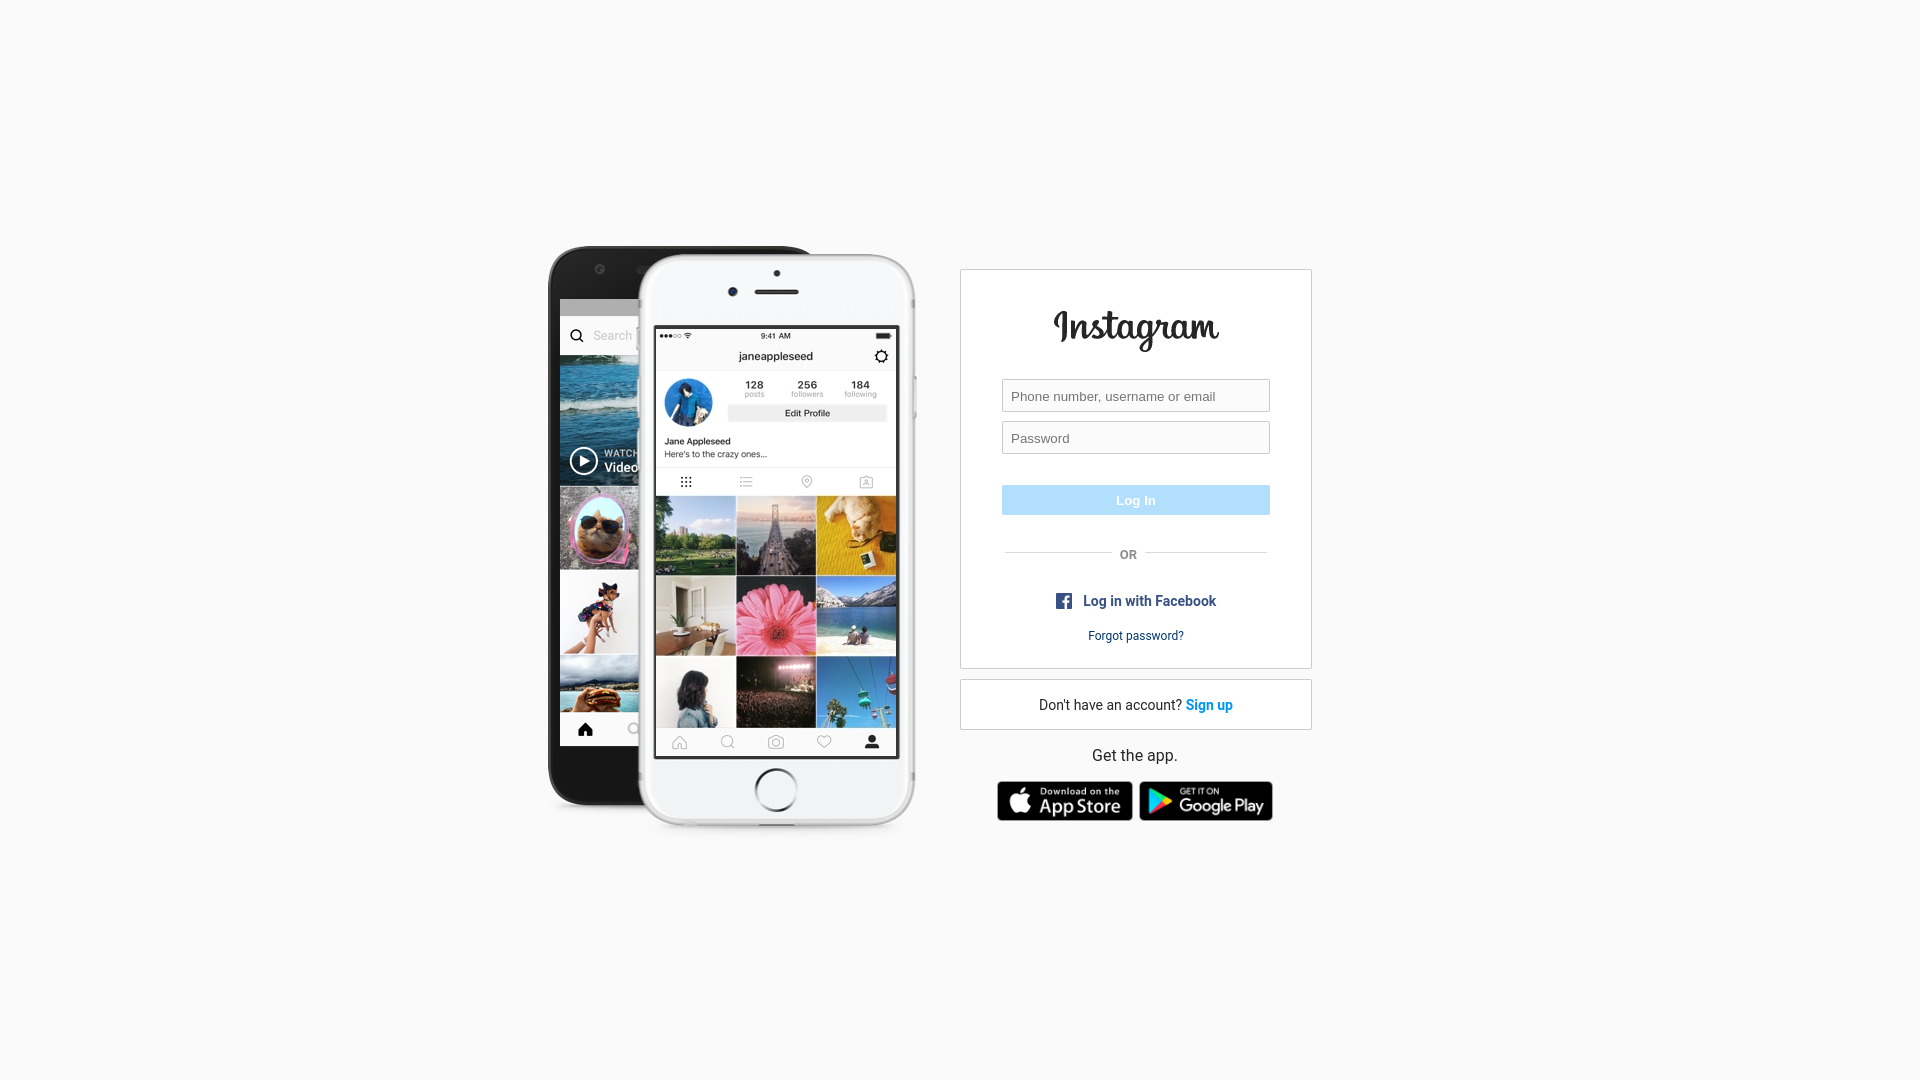 Search
WATCH
Video
9:41 AM
janeappleseed
128 256 184
posts followers following
Edit Profile
Jane Appleseed
Here's to the crazy ones...
Instagram
Phone number, username or email
Password
Log In
OR
Log in with Facebook
Forgot password?
Don't have an account? Sign up
Get the app.
Download on the
App Store
GET IT ON
Google Play